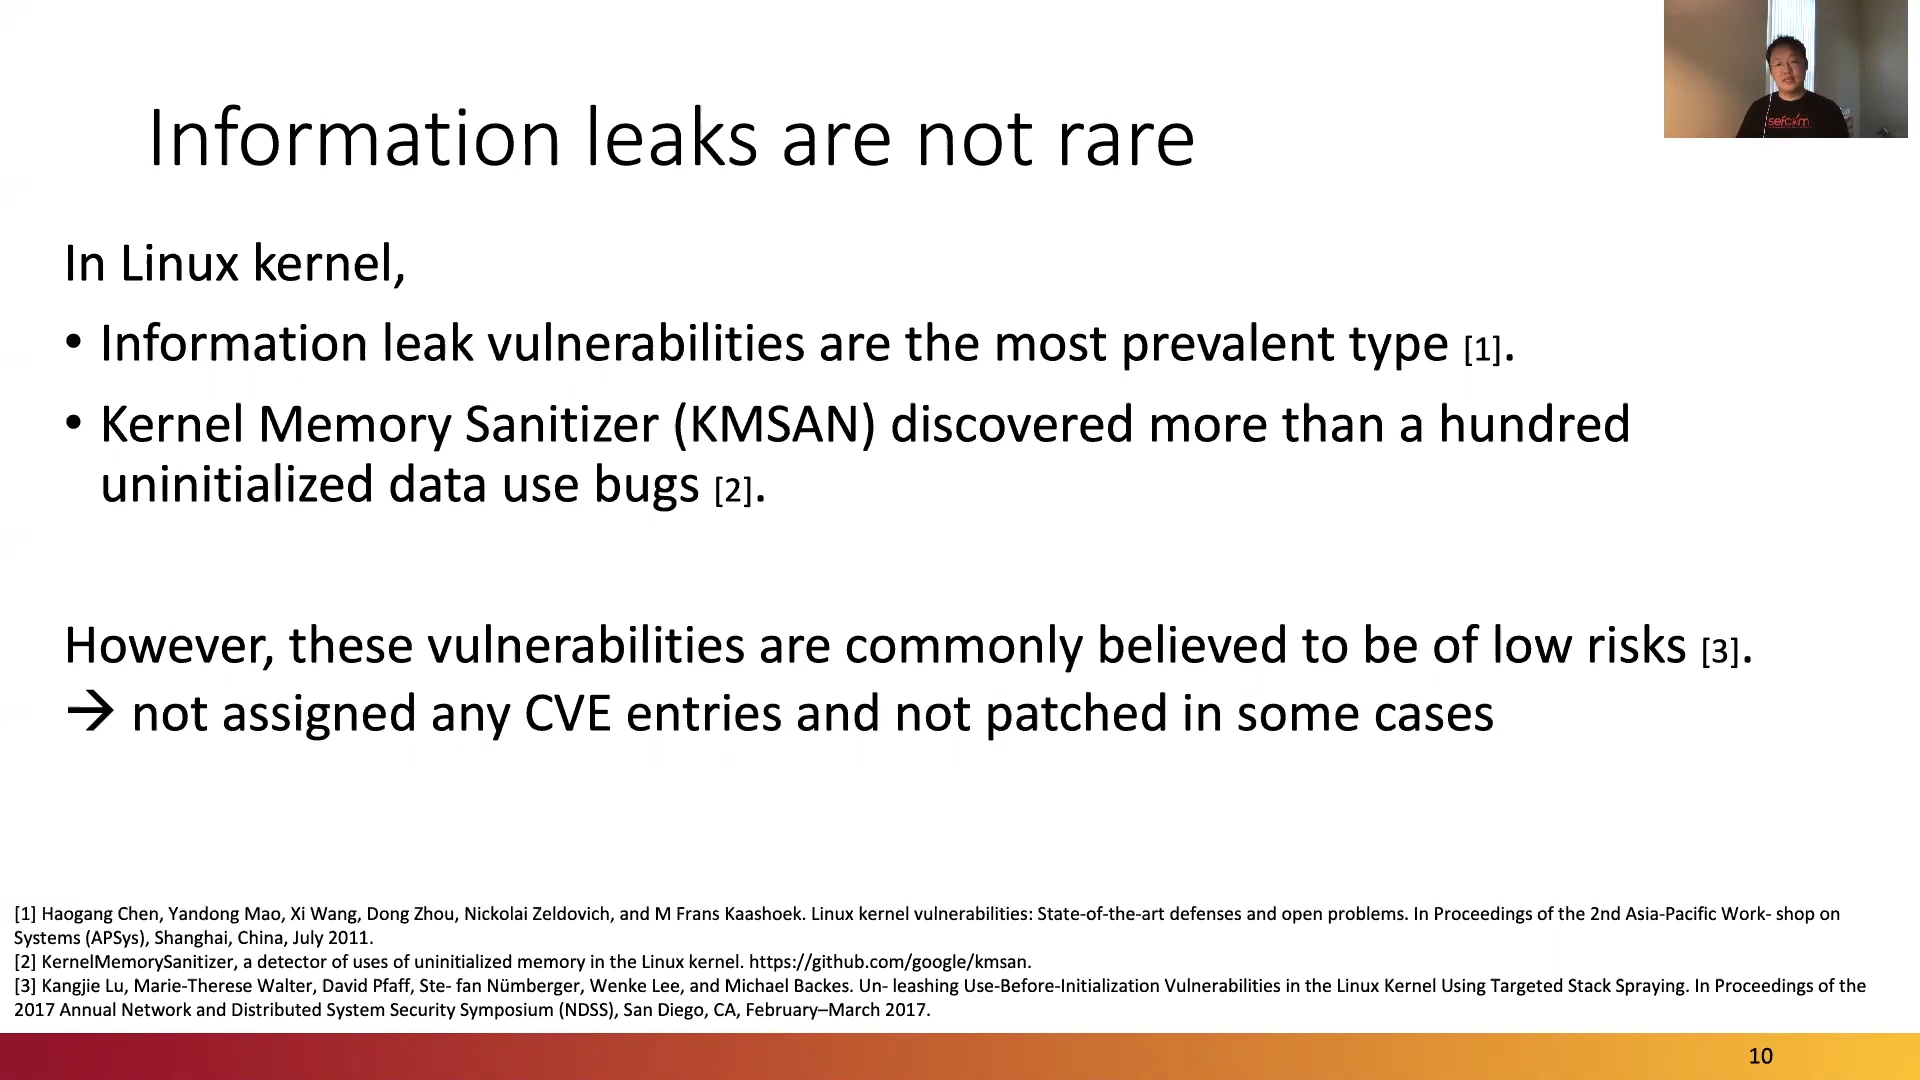 Information leaks are not rare
sefcom
In Linux kernel,
• Information leak vulnerabilities are the most prevalent type [1].
• Kernel Memory Sanitizer (KMSAN) discovered more than a hundred
uninitialized data use bugs [2].
However, these vulnerabilities are commonly believed to be of low risks [3].
→ not assigned any CVE entries and not patched in some cases
[1] Haogang Chen, Yandong Mao, Xi Wang, Dong Zhou, Nickolai Zeldovich, and M Frans Kaashoek. Linux kernel vulnerabilities: State-of-the-art defenses and open problems. In Proceedings of the 2nd Asia-Pacific Work- shop on
Systems (APSys), Shanghai, China, July 2011.
[2] KernelMemorySanitizer, a detector of uses of uninitialized memory in the Linux kernel. https://github.com/google/kmsan.
[3] Kangjie Lu, Marie-Therese Walter, David Pfaff, Ste- fan Nümberger, Wenke Lee, and Michael Backes. Un- leashing Use-Before-Initialization Vulnerabilities in the Linux Kernel Using Targeted Stack Spraying. In Proceedings of the
2017 Annual Network and Distributed System Security Symposium (NDSS), San Diego, CA, February–March 2017.
10